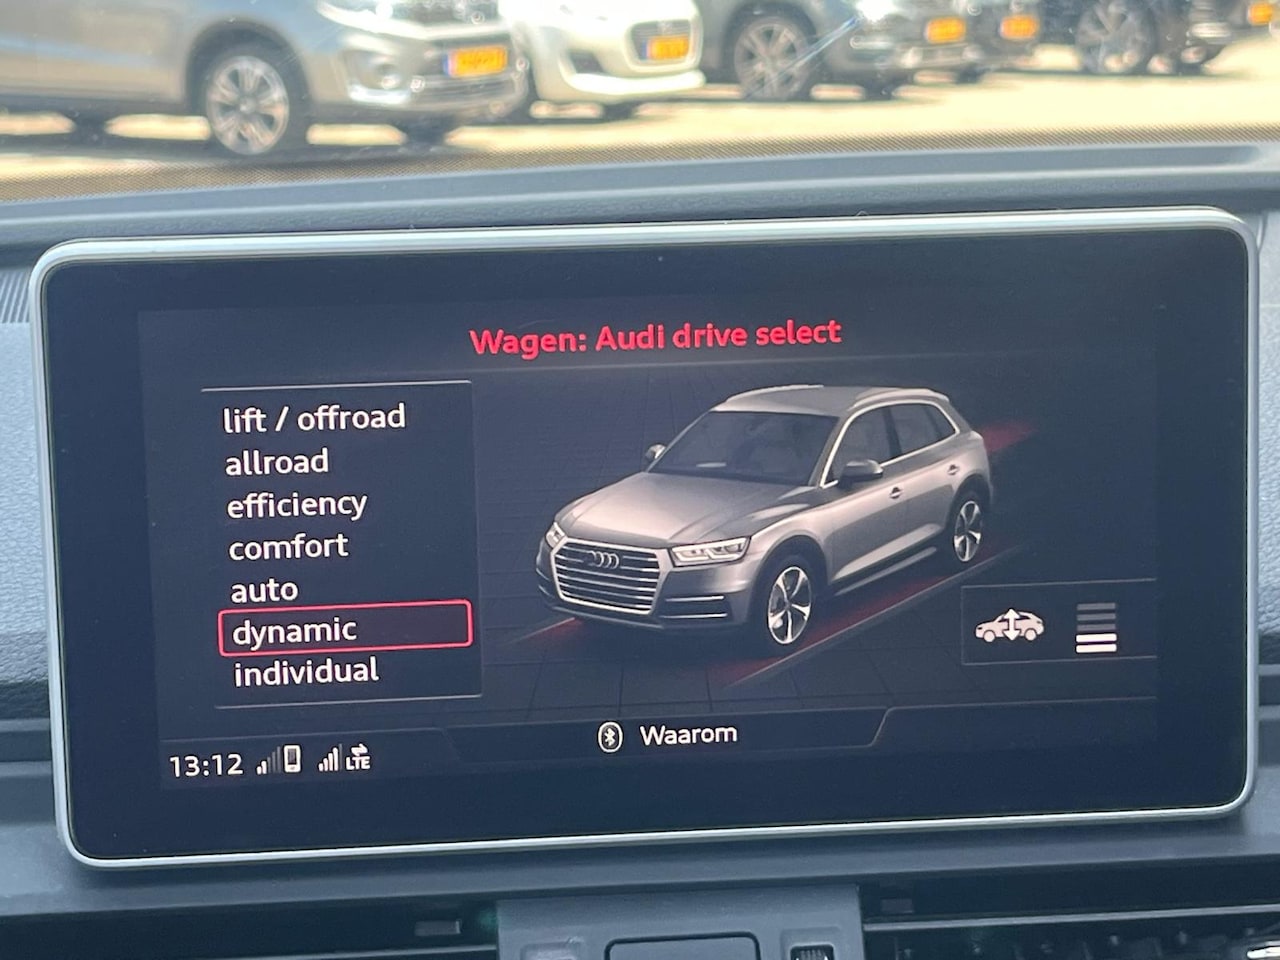 Wagen: Audi drive select
lift / offroad
allroad
efficiency
comfort
auto
dynamic
individual
13:12 LTE
Waarom